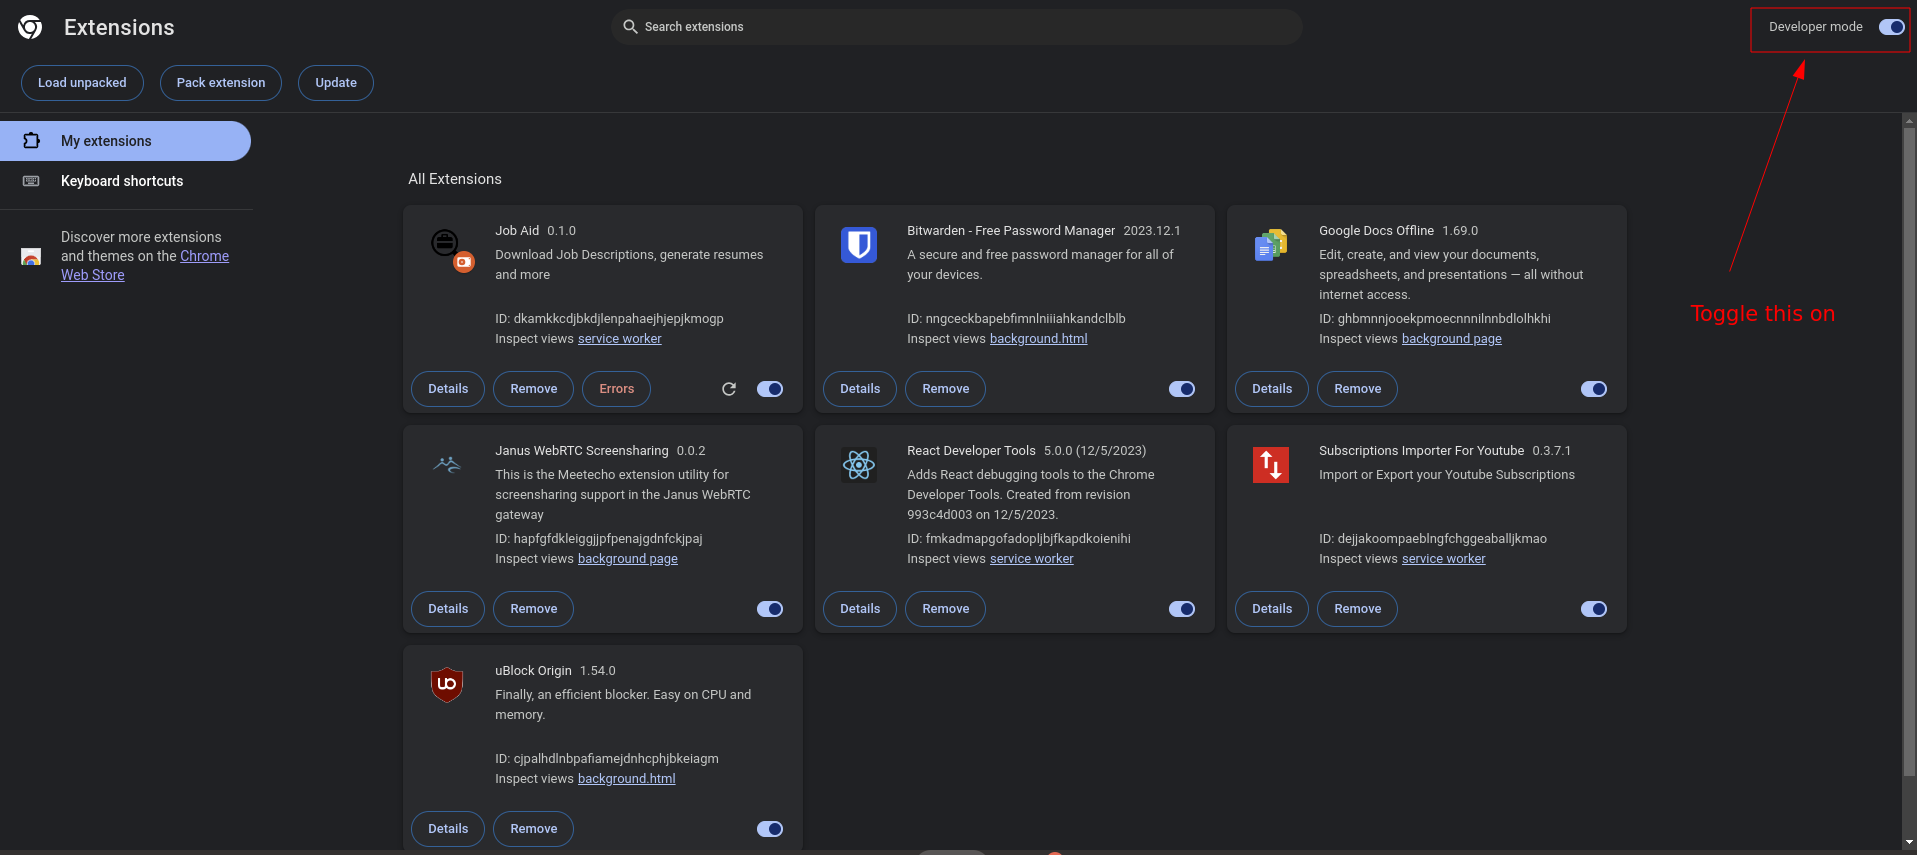 Extensions
Search extensions
Developer mode
Load unpacked
Pack extension
Update
My extensions
Keyboard shortcuts
Discover more extensions
and themes on the Chrome
Web Store
All Extensions
Job Aid 0.1.0
Download Job Descriptions, generate resumes
and more
ID: dkamkkcdjbkdjlenpahaejhjepjkmogp
Inspect views service worker
Details
Remove
Errors
Bitwarden - Free Password Manager 2023.12.1
A secure and free password manager for all of
your devices.
ID: nngceckbapebfimnlniiiahkandclblb
Inspect views background.html
Details
Remove
Google Docs Offline 1.69.0
Edit, create, and view your documents,
spreadsheets, and presentations — all without
internet access.
ID: ghbmnnjooekpmoecnnnilnnbdlolhkhi
Inspect views background page
Details
Remove
Toggle this on
Janus WebRTC Screensharing 0.0.2
This is the Meetecho extension utility for
screensharing support in the Janus WebRTC
gateway
ID: hapfgfdkleiggjjpfpenajgdnfckjpaj
Inspect views background page
Details
Remove
React Developer Tools 5.0.0 (12/5/2023)
Adds React debugging tools to the Chrome
Developer Tools. Created from revision
993c4d003 on 12/5/2023.
ID: fmkadmapgofadopljbjfkapdkoienihi
Inspect views service worker
Details
Remove
Subscriptions Importer For Youtube 0.3.7.1
Import or Export your Youtube Subscriptions
ID: dejjakoompaeblngfchggeaballjkmao
Inspect views service worker
Details
Remove
uBlock Origin 1.54.0
Finally, an efficient blocker. Easy on CPU and
memory.
ID: cjpalhdlnbpafiamejdnhcphjbkeiagm
Inspect views background.html
Details
Remove